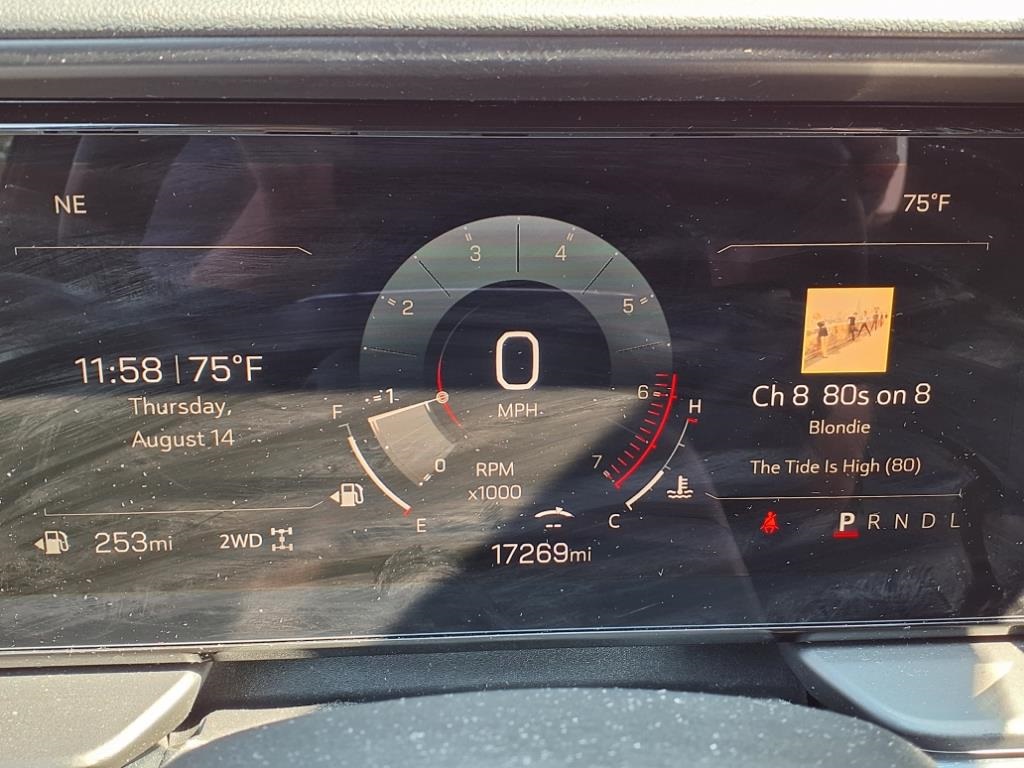 NE
75°F
3
4
2
5
11:58 | 75°F
Thursday,
August 14
0
MPH
1
6
F
H
Ch 8 80s on 8
Blondie
The Tide Is High (80)
0
7
RPM
x1000
E
C
253mi
2WD
--
17269mi
P R N D L